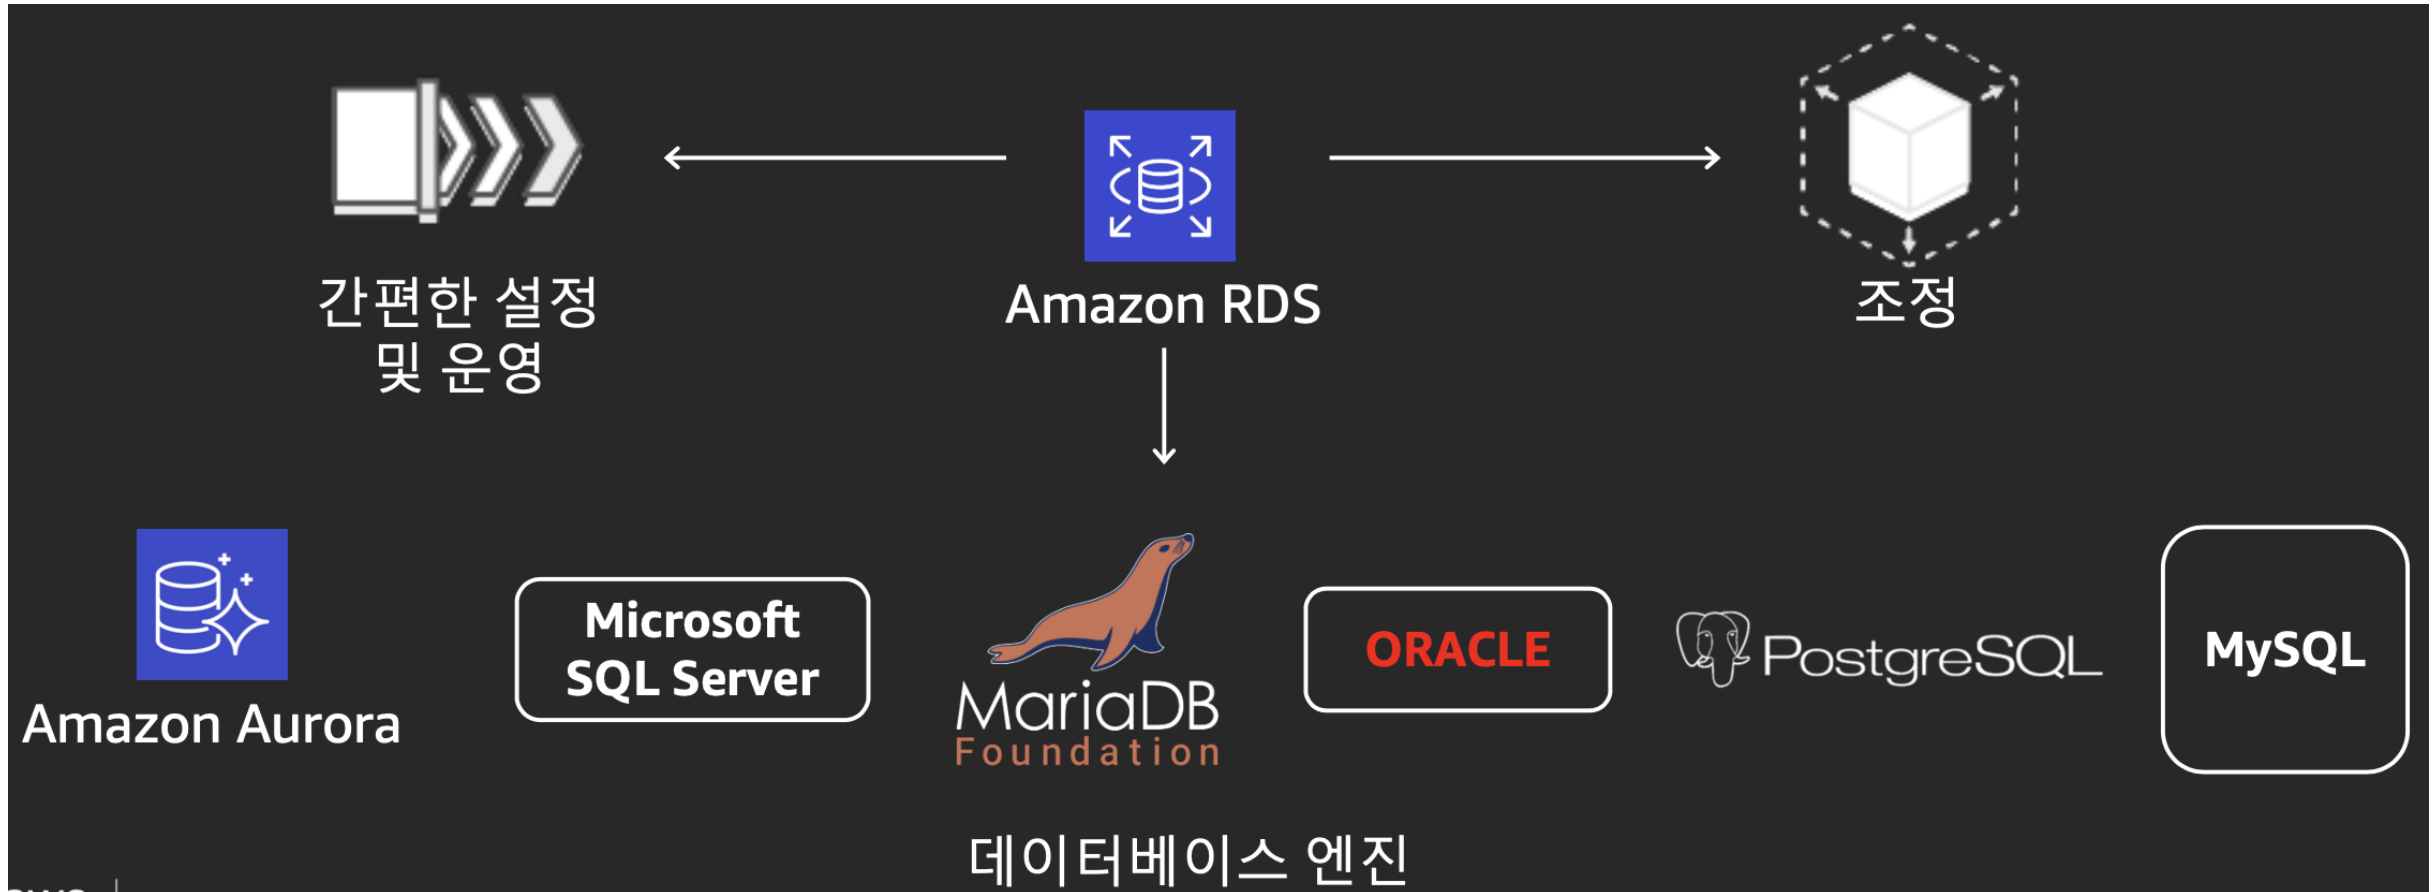 간편한 설정
및 운영
Amazon RDS
조정
Amazon Aurora
Microsoft
SQL Server
MariaDB
Foundation
ORACLE
PostgreSQL
MySQL
데이터베이스 엔진